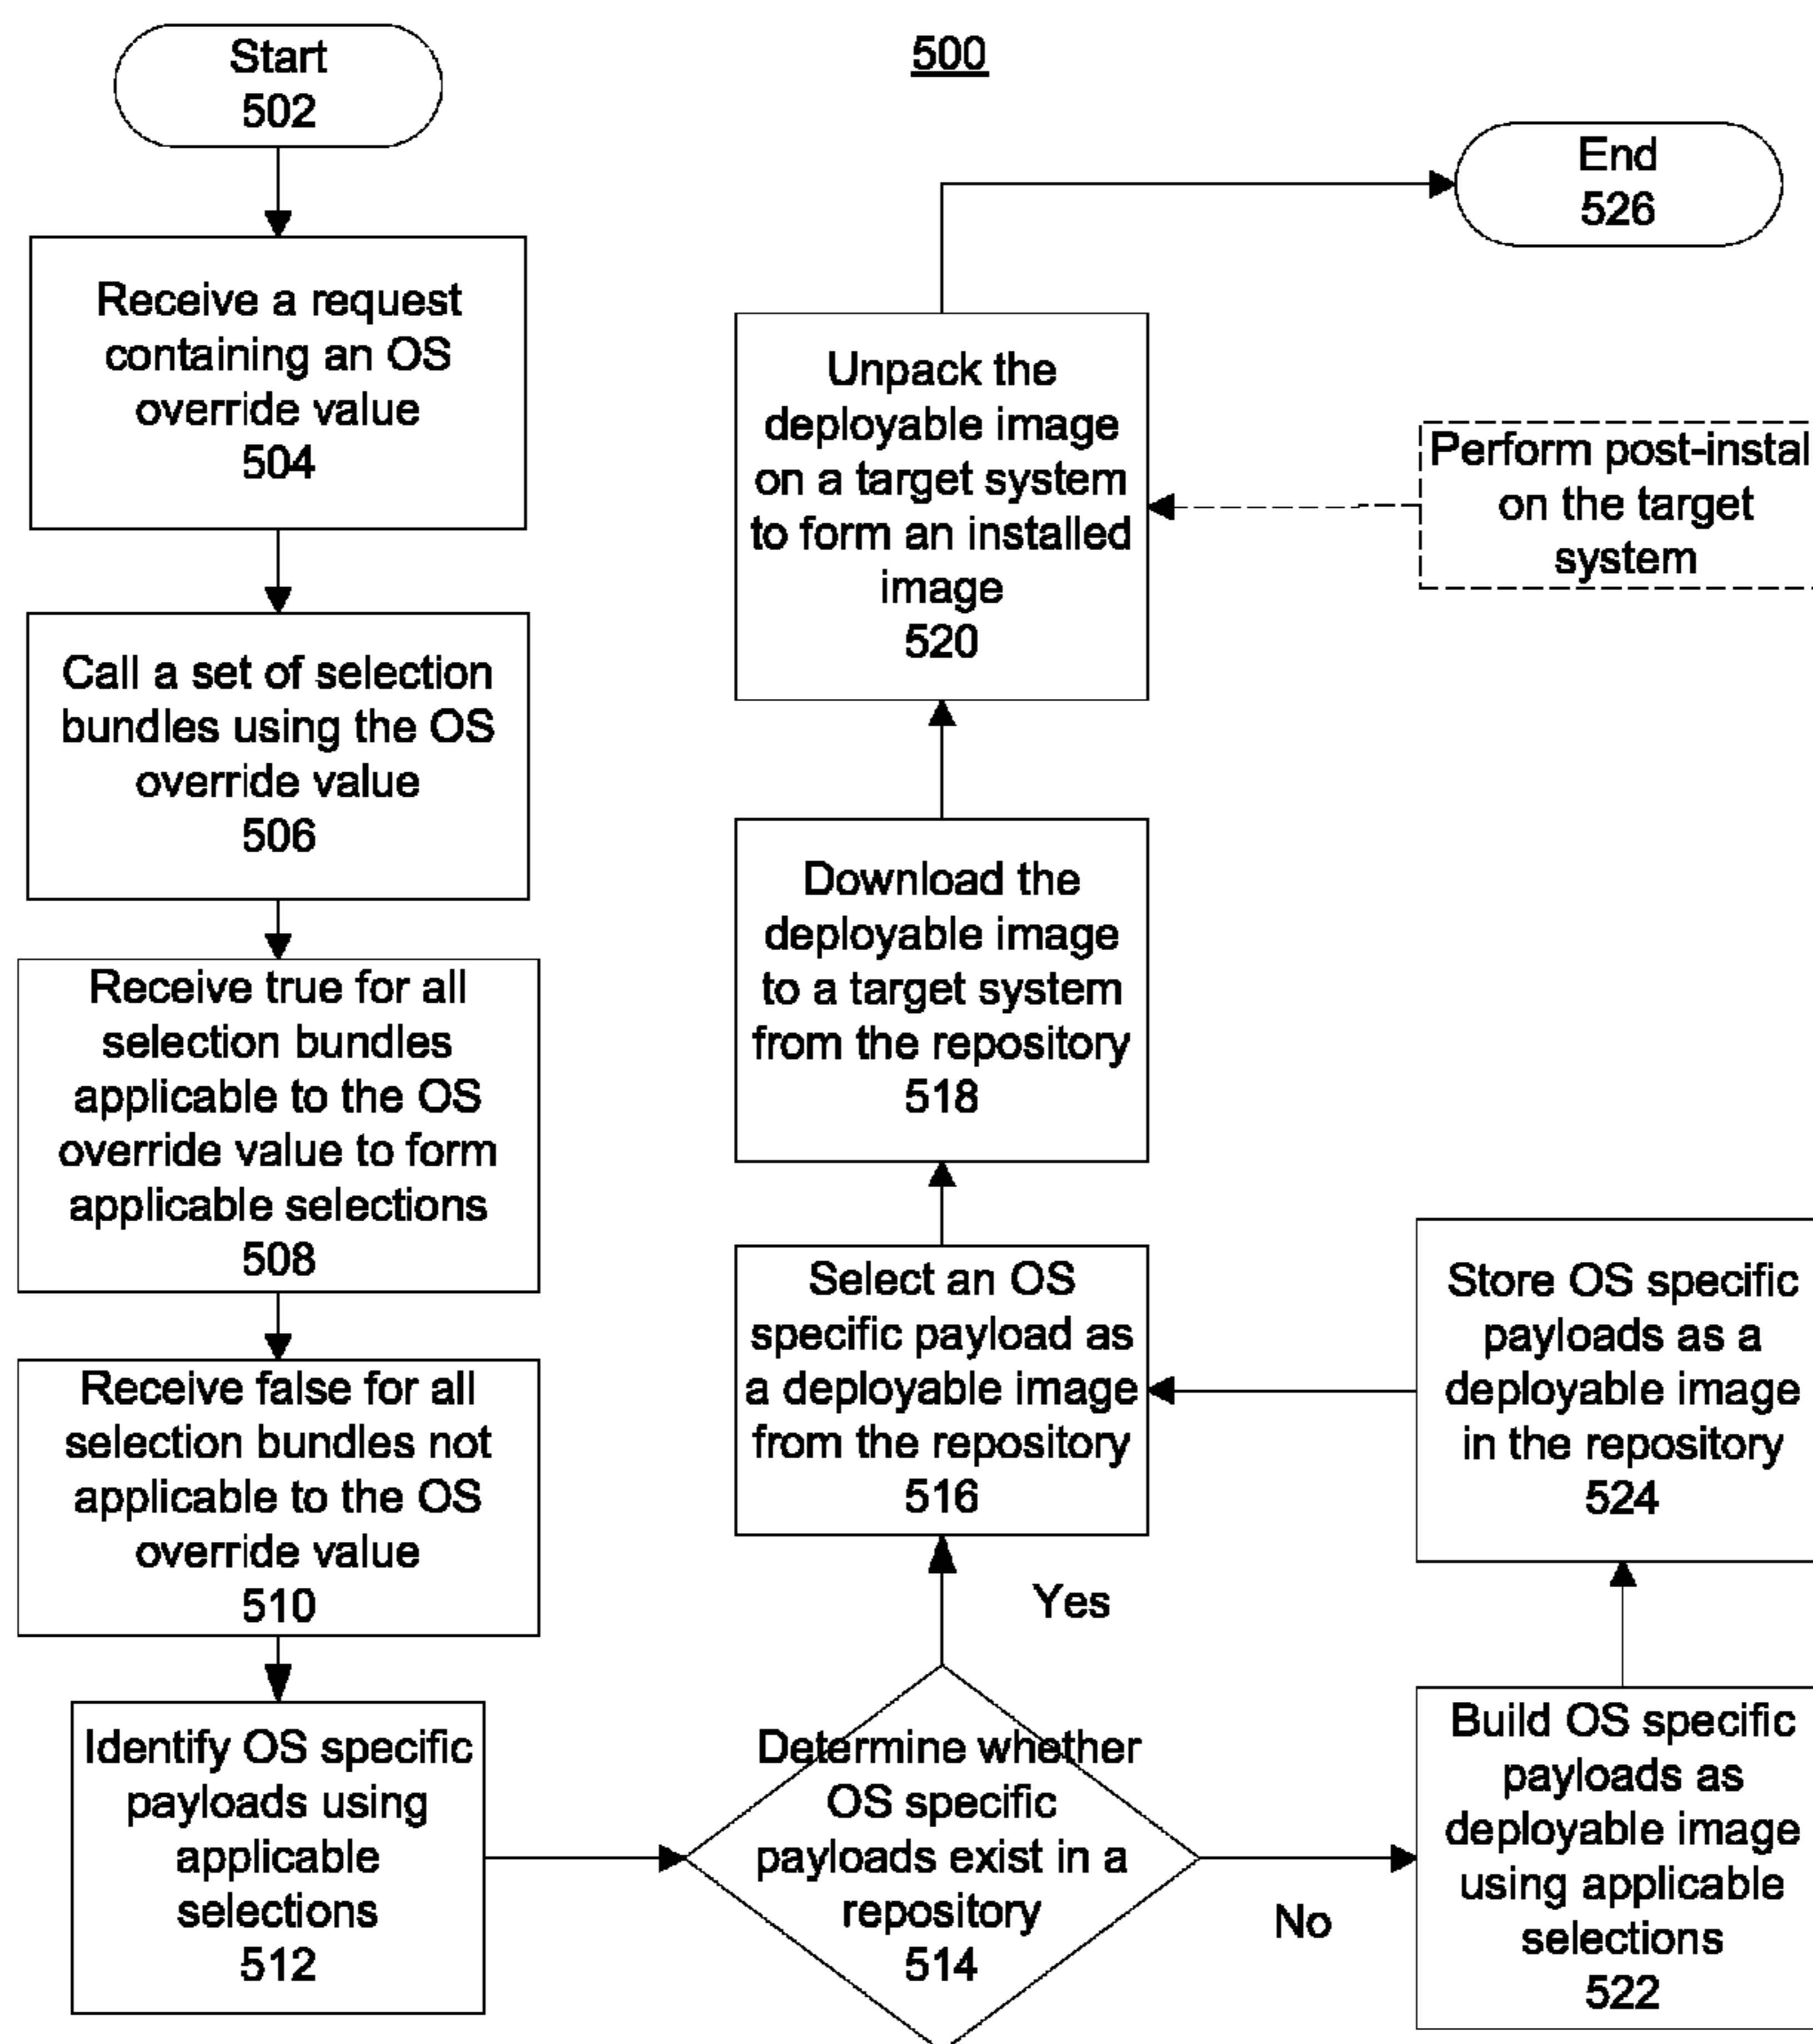 500
Start
502
Receive a request
containing an OS
override value
504
Call a set of selection
bundles using the OS
override value
506
Receive true for all
selection bundles
applicable to the OS
override value to form
applicable selections
508
Receive false for all
selection bundles not
applicable to the OS
override value
510
Identify OS specific
payloads using
applicable
selections
512
Determine whether
OS specific
payloads exist in a
repository
514
Yes
No
Select an OS
specific payload as
a deployable image
from the repository
516
Download the
deployable image
to a target system
from the repository
518
Unpack the
deployable image
on a target system
to form an installed
image
520
Perform post-instal
on the target
system
End
526
Build OS specific
payloads as
deployable image
using applicable
selections
522
Store OS specific
payloads as a
deployable image
in the repository
524